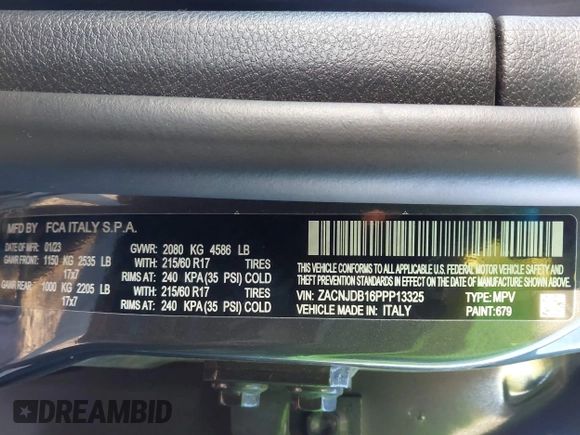 MFD BY FCA ITALY S.P.A.
DATE OF MFR: 01/23 GVWR: 2080 KG 4586 LB
GAWR FRONT: 1150 KG 2535 LB WITH: 215/60 R17 TIRES
17x7 RIMS AT: 240 KPA (35 PSI) COLD
GAWR REAR: 1000 KG 2205 LB WITH: 215/60 R17 TIRES
17x7 RIMS AT: 240 KPA (35 PSI) COLD
THIS VEHICLE CONFORMS TO ALL APPLICABLE U.S. FEDERAL MOTOR VEHICLE SAFETY,
BUMPER, AND THEFT PREVENTION STANDARDS IN EFFECT ON THE DATE OF MANUFACTURE SHOWN ABOVE.
VIN: ZACNJDB16PPP13325 TYPE: MPV
VEHICLE MADE IN: ITALY PAINT: 679
DREAMBID